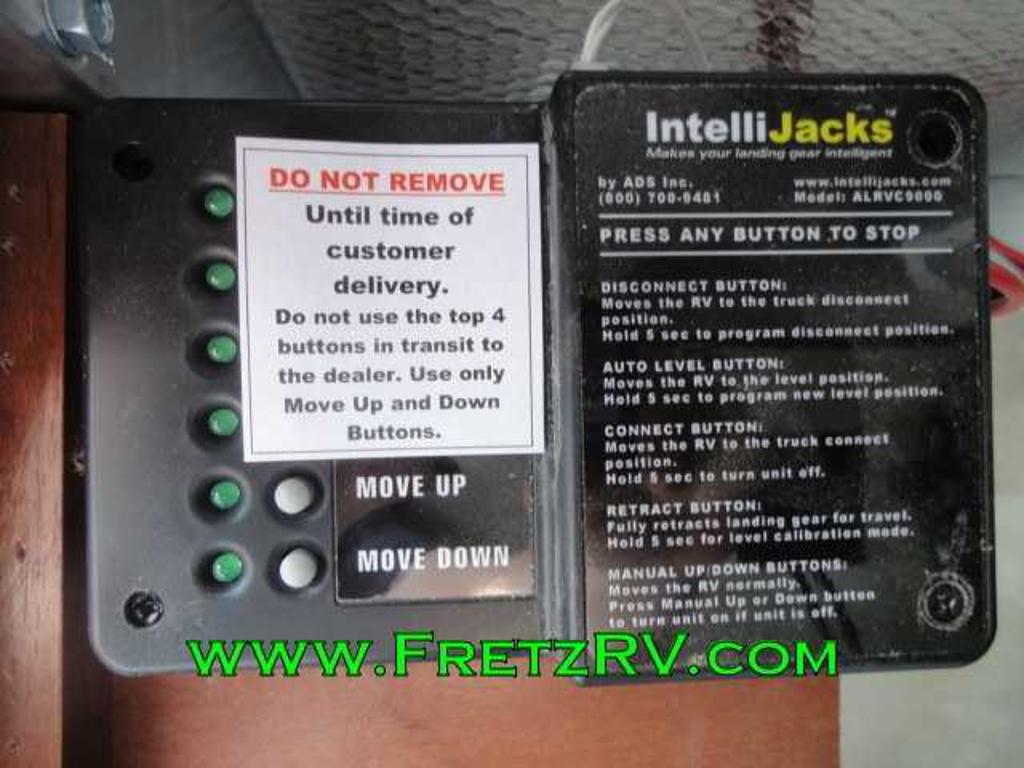 DO NOT REMOVE
Until time of
customer
delivery.
Do not use the top 4
buttons in transit to
the dealer. Use only
Move Up and Down
Buttons.
MOVE UP
MOVE DOWN
IntelliJacks™
Makes your landing gear intelligent
by ADS Inc. www.intellijacks.com
(800) 700-9481 Model: ALRVC9000
PRESS ANY BUTTON TO STOP
DISCONNECT BUTTON:
Moves the RV to the truck disconnect
position.
Hold 5 sec to program disconnect position.
AUTO LEVEL BUTTON:
Moves the RV to the level position.
Hold 5 sec to program new level position.
CONNECT BUTTON:
Moves the RV to the truck connect
position.
Hold 5 sec to turn unit off.
RETRACT BUTTON:
Fully retracts landing gear for travel.
Hold 5 sec for level calibration mode.
MANUAL UP/DOWN BUTTONS:
Moves the RV normally.
Press Manual Up or Down button
to turn unit on if unit is off.
www.FretzRV.com